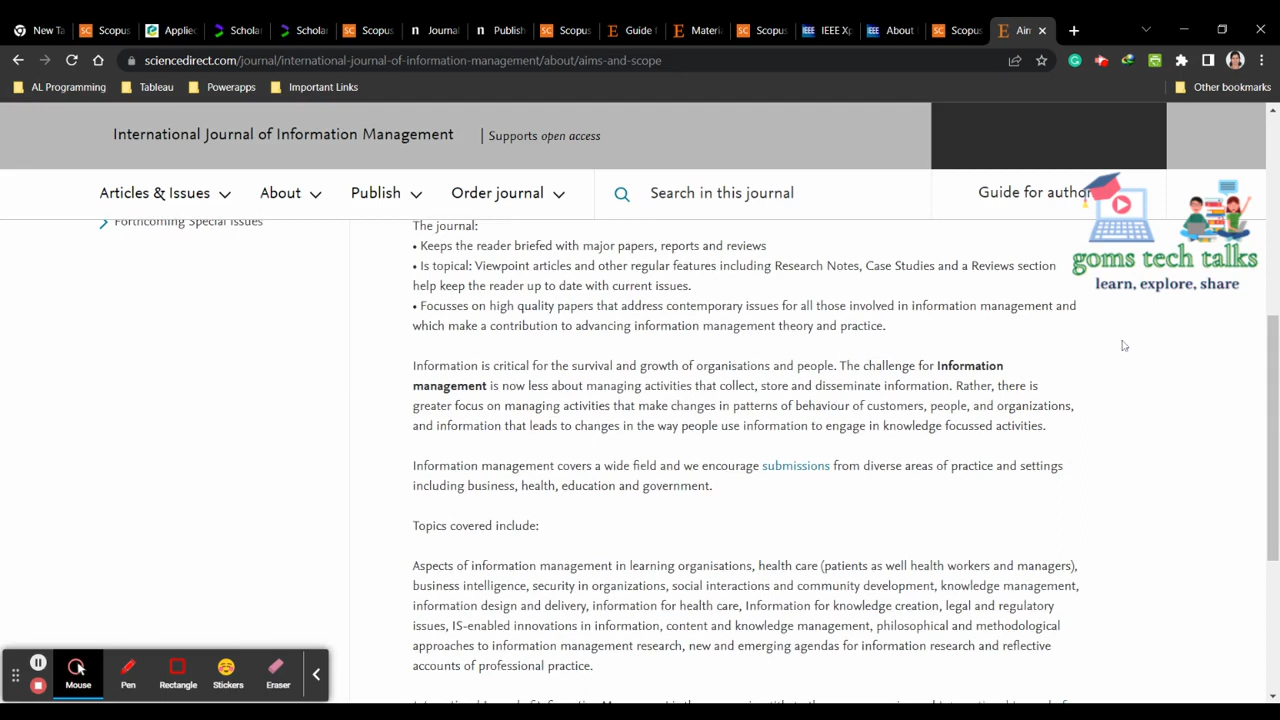 New Ta
Scopus
Applied
Scholar
Scholar
Scopus
Journal
Publish
Scopus
Guide f
Materia
Scopus
IEEE Xp
About
Scopus
Aim
sciencedirect.com/journal/international-journal-of-information-management/about/aims-and-scope
AL Programming
Tableau
Powerapps
Important Links
Other bookmarks
International Journal of Information Management | Supports open access
Articles & Issues
About
Publish
Order journal
Search in this journal
Guide for author
Forthcoming Special Issues
goms tech talks
learn, explore, share
The journal:
• Keeps the reader briefed with major papers, reports and reviews
• Is topical: Viewpoint articles and other regular features including Research Notes, Case Studies and a Reviews section
help keep the reader up to date with current issues.
• Focusses on high quality papers that address contemporary issues for all those involved in information management and
which make a contribution to advancing information management theory and practice.
Information is critical for the survival and growth of organisations and people. The challenge for Information
management is now less about managing activities that collect, store and disseminate information. Rather, there is
greater focus on managing activities that make changes in patterns of behaviour of customers, people, and organizations,
and information that leads to changes in the way people use information to engage in knowledge focussed activities.
Information management covers a wide field and we encourage submissions from diverse areas of practice and settings
including business, health, education and government.
Topics covered include:
Aspects of information management in learning organisations, health care (patients as well health workers and managers),
business intelligence, security in organizations, social interactions and community development, knowledge management,
information design and delivery, information for health care, Information for knowledge creation, legal and regulatory
issues, IS-enabled innovations in information, content and knowledge management, philosophical and methodological
approaches to information management research, new and emerging agendas for information research and reflective
accounts of professional practice.
Mouse
Pen
Rectangle
Stickers
Eraser